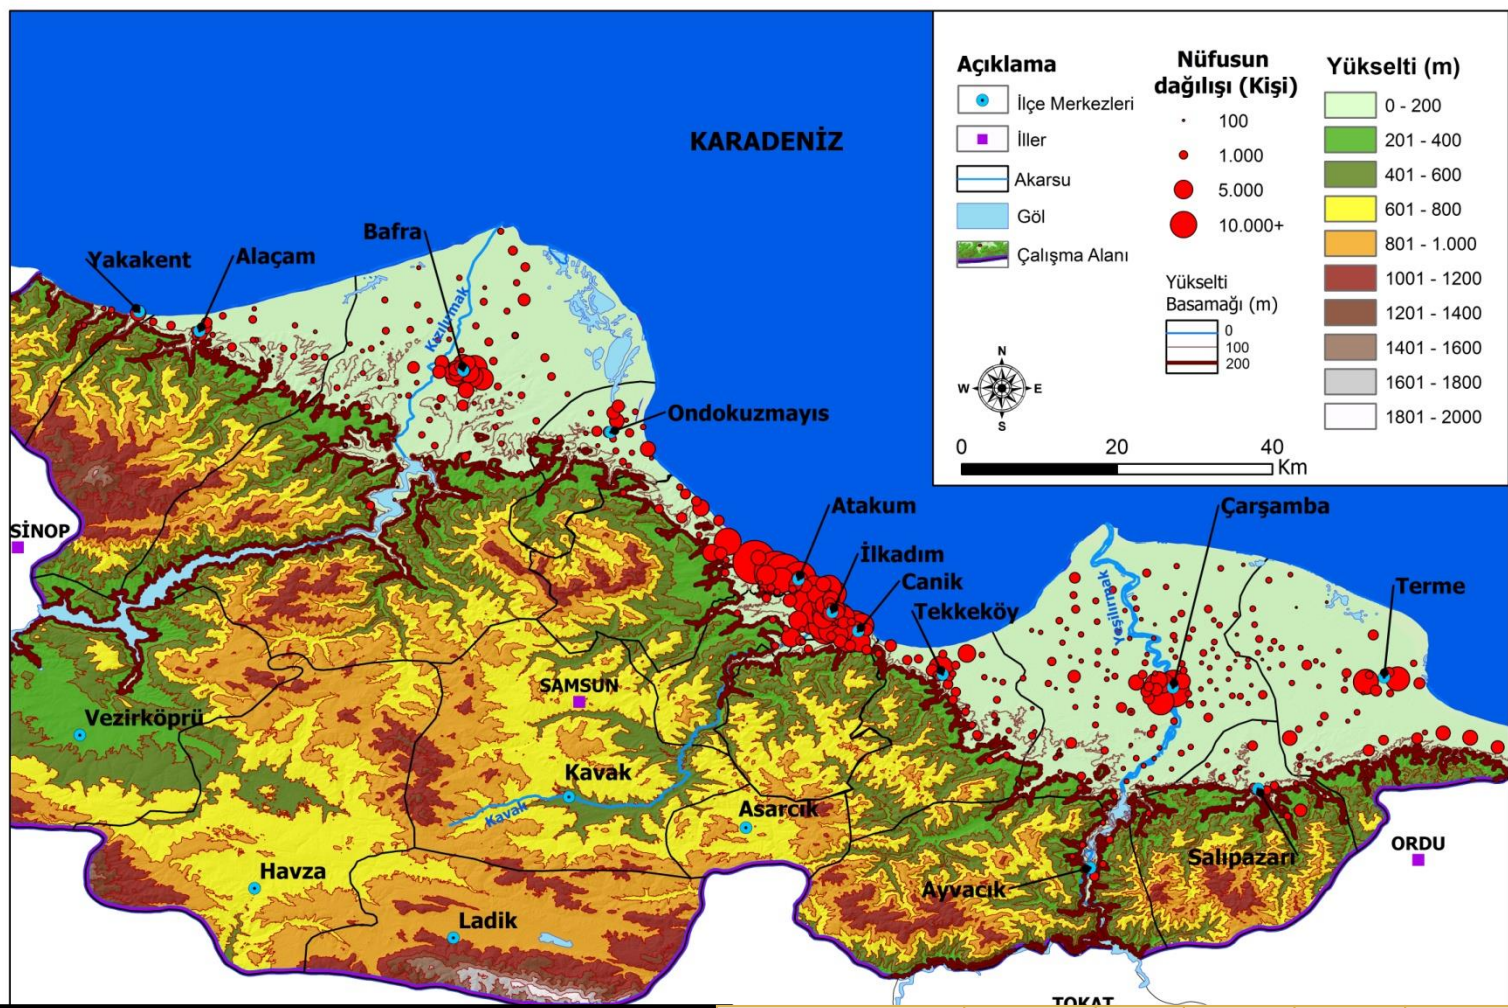 KARADENİZ
Açıklama
İlçe Merkezleri
İller
Akarsu
Göl
Çalışma Alanı
Nüfusun
dağılışı (Kişi)
100
1.000
5.000
10.000+
Yükselti
Basamağı (m)
0
100
200
Yükselti (m)
0 - 200
201 - 400
401 - 600
601 - 800
801 - 1.000
1001 - 1200
1201 - 1400
1401 - 1600
1601 - 1800
1801 - 2000
N
W
E
S
0
20
40
Km
Bafra
Yakakent
Alaçam
Kızılırmak
Ondokuzmayıs
SİNOP
Atakum
İlkadım
Canik
Tekkeköy
Çarşamba
Yeşilırmak
Terme
SAMSUN
Vezirköprü
Kavak
Kavak
Asarcık
Havza
Ladik
Ayvacık
Salıpazarı
ORDU
TOKAT